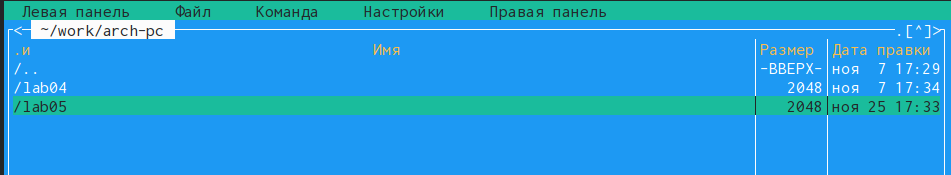 Левая панель Файл Команда Настройки Правая панель
<─ ~/work/arch-pc .[^]>
.и Имя Размер Дата правки
/.. -ВВЕРХ- ноя 7 17:29
/lab04 2048 ноя 7 17:34
/lab05 2048 ноя 25 17:33